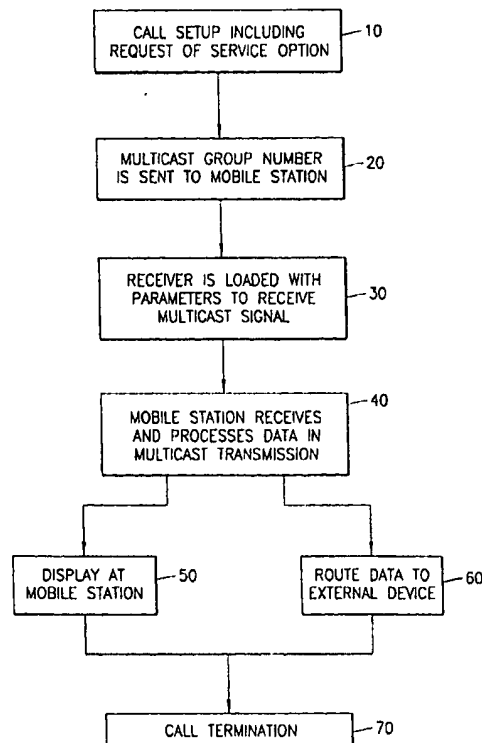 CALL SETUP INCLUDING
REQUEST OF SERVICE OPTION
10
MULTICAST GROUP NUMBER
IS SENT TO MOBILE STATION
20
RECEIVER IS LOADED WITH
PARAMETERS TO RECEIVE
MULTICAST SIGNAL
30
40
MOBILE STATION RECEIVES
AND PROCESSES DATA IN
MULTICAST TRANSMISSION
DISPLAY AT
MOBILE STATION
50
ROUTE DATA TO
EXTERNAL DEVICE
60
CALL TERMINATION
70